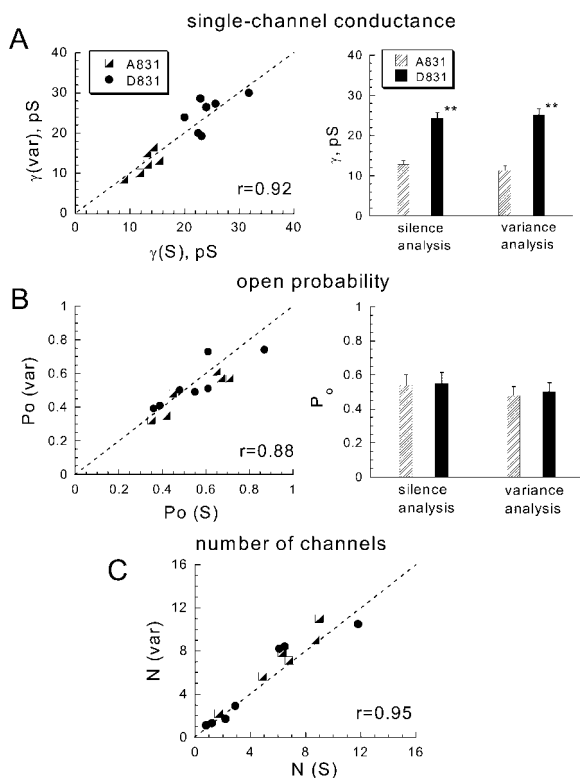 single-channel conductance
A
A831
D831
γ(var), pS
40
30
20
10
0
0 10 20 30 40
γ(S), pS
r=0.92
A831
D831
γ, pS
40
30
20
10
0
**
**
silence analysis
variance analysis
open probability
B
Po (var)
1
0.8
0.6
0.4
0.2
0
0 0.2 0.4 0.6 0.8 1
Po (S)
r=0.88
Po
1
0.8
0.6
0.4
0.2
0
silence analysis
variance analysis
number of channels
C
N (var)
16
12
8
4
0
0 4 8 12 16
N (S)
r=0.95